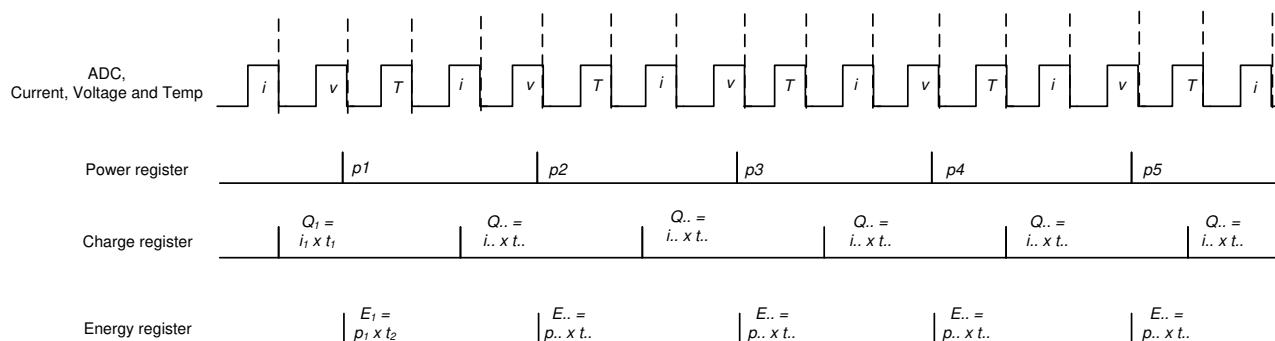 ADC,
Current, Voltage and Temp
i v T i v T i v T i v T i v T i
Power register
p1 p2 p3 p4 p5
Charge register
Q1 = Q.. = Q.. = Q.. = Q.. = Q.. =
i1 x t1 i.. x t.. i.. x t.. i.. x t.. i.. x t.. i.. x t..
Energy register
E1 = E.. = E.. = E.. = E.. =
p1 x t2 p.. x t.. p.. x t.. p.. x t.. p.. x t..